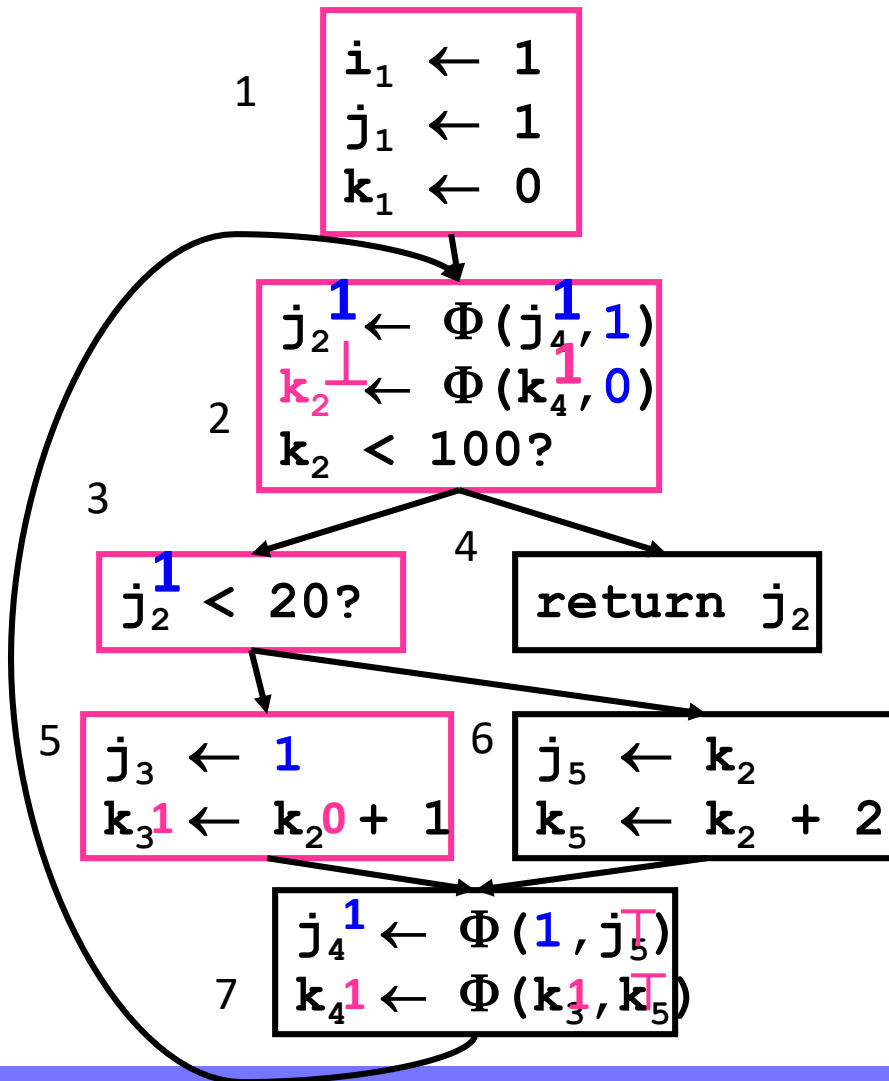 1
i₁ ← 1
j₁ ← 1
k₁ ← 0
2
j₂ 1 ← Φ(j₄ 1,1)
k₂ ⊥ ← Φ(k₄ 1,0)
k₂ < 100?
3
j₂ 1 < 20?
4
return j₂
5
j₃ ← 1
k₃ 1 ← k₂ 0 + 1
6
j₅ ← k₂
k₅ ← k₂ + 2
7
j₄ 1 ← Φ(1,j₅ ⊤)
k₄ 1 ← Φ(k₃ 1,k₅ ⊤)